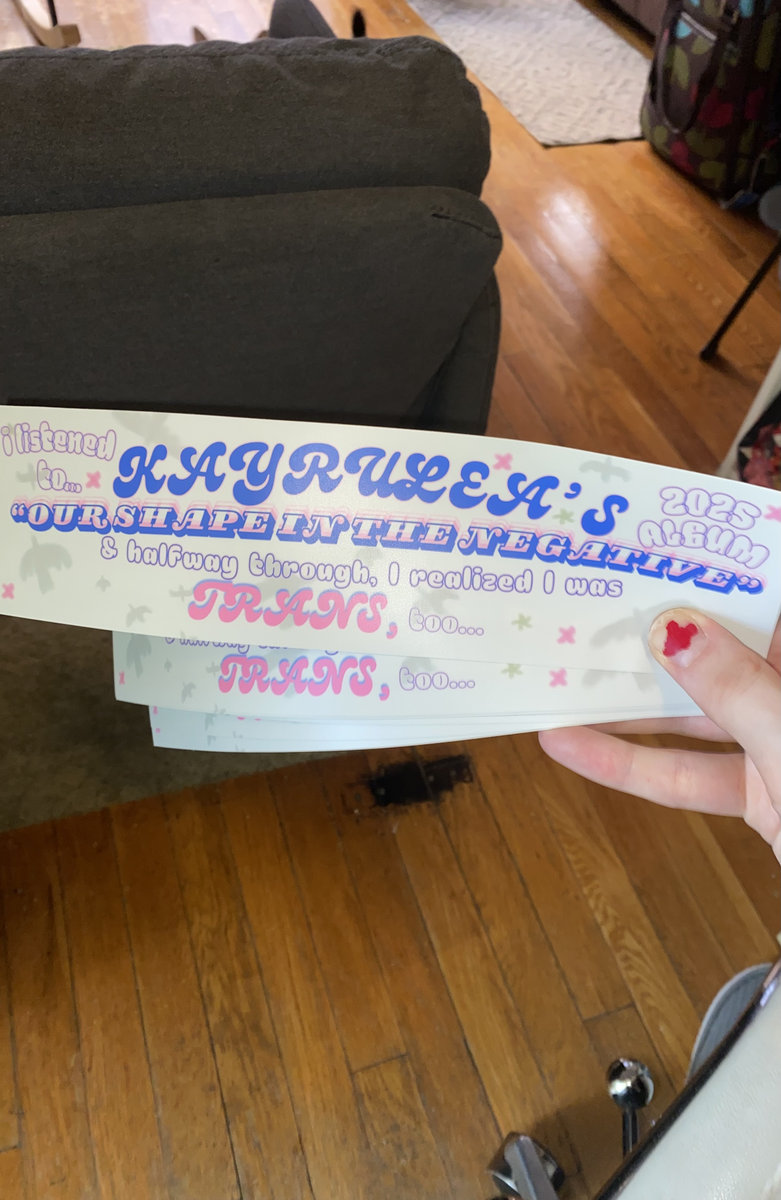 i listened
to...
KAYRULEA'S
2025
ALBUM
"OUR SHAPE IN THE NEGATIVE"
& halfway through, I realized I was
TRANS, too...
TRANS, too...